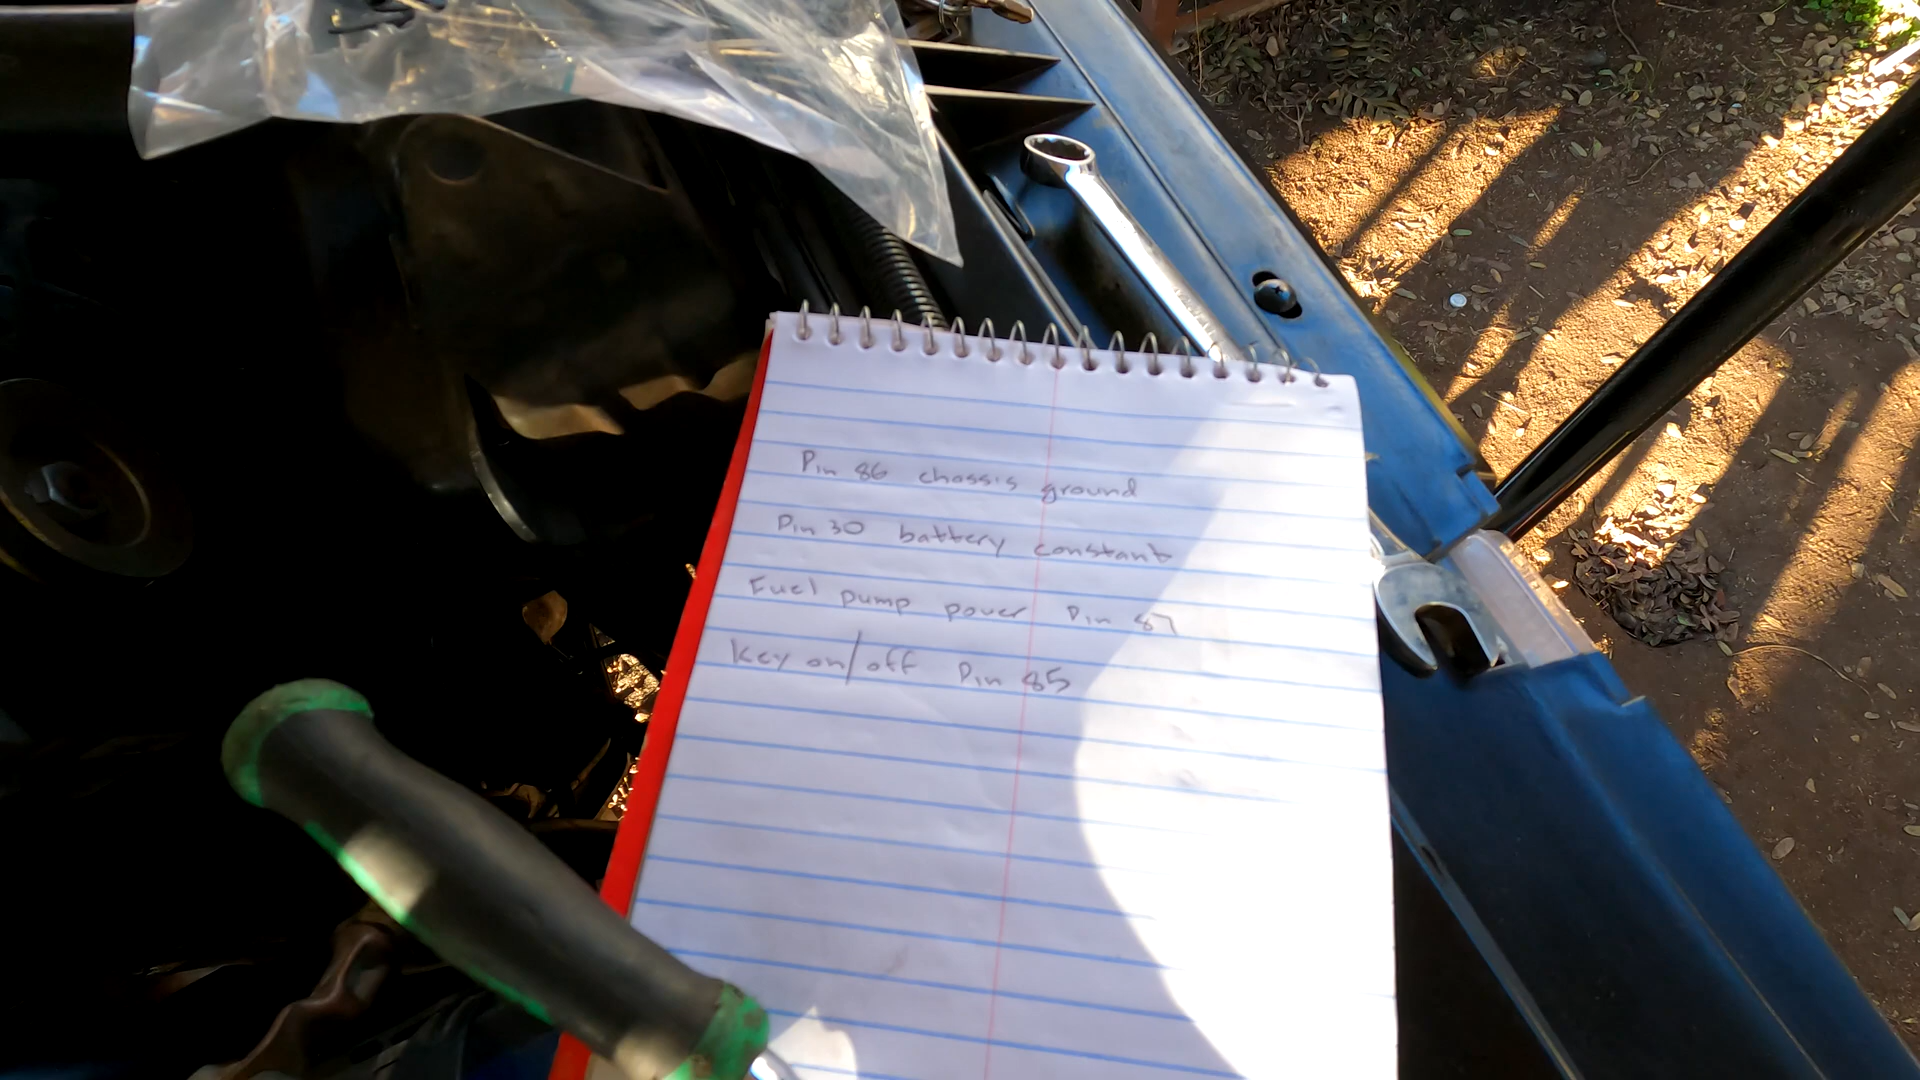 Pin 86 chassis ground
Pin 30 battery constant
Fuel pump power Pin 87
Key on/off Pin 85